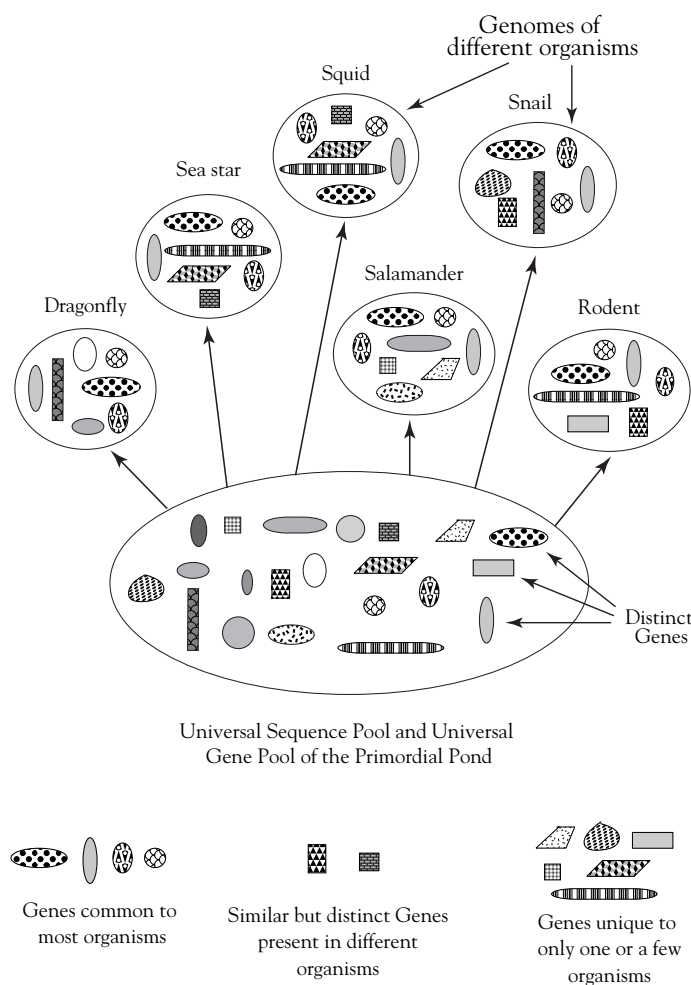 Genomes of
different organisms
Squid
Snail
Sea star
Salamander
Dragonfly
Rodent
Distinct
Genes
Universal Sequence Pool and Universal
Gene Pool of the Primordial Pond
Genes common to
most organisms
Similar but distinct Genes
present in different
organisms
Genes unique to
only one or a few
organisms